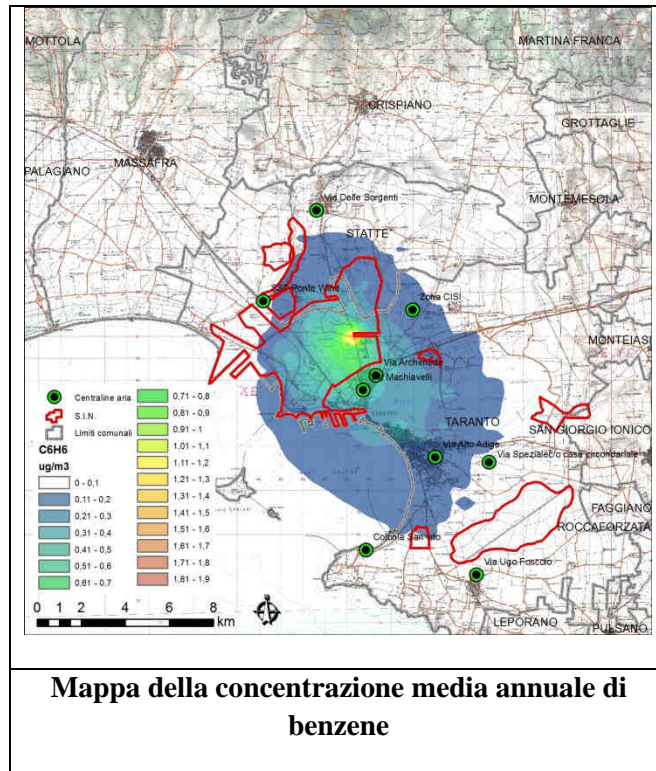 MOTTOLA
MARTINA FRANCA
CRISPIANO
GROTTAGLIE
MASSAFRA
PALAGIANO
MONTEMESOLA
Via Delle Sorgenti
STATTE
SS7 Ponte Wind
Zona CISI
MONTEIASI
Via Archimede
Machiavelli
TARANTO
SAN GIORGIO IONICO
Via Alto Adige
Via Speziale c/o casa circondariale
FAGGIANO
ROCCAFORZATA
Colonia San Vito
Via Ugo Foscolo
LEPORANO
PULSANO
Centraline aria
S.I.N.
Limiti comunali
C6H6
ug/m3
0 - 0,1
0,11 - 0,2
0,21 - 0,3
0,31 - 0,4
0,41 - 0,5
0,51 - 0,6
0,61 - 0,7
0,71 - 0,8
0,81 - 0,9
0,91 - 1
1,01 - 1,1
1,11 - 1,2
1,21 - 1,3
1,31 - 1,4
1,41 - 1,5
1,51 - 1,6
1,61 - 1,7
1,71 - 1,8
1,81 - 1,9
0 1 2 4 6 8
km
Mappa della concentrazione media annuale di
benzene